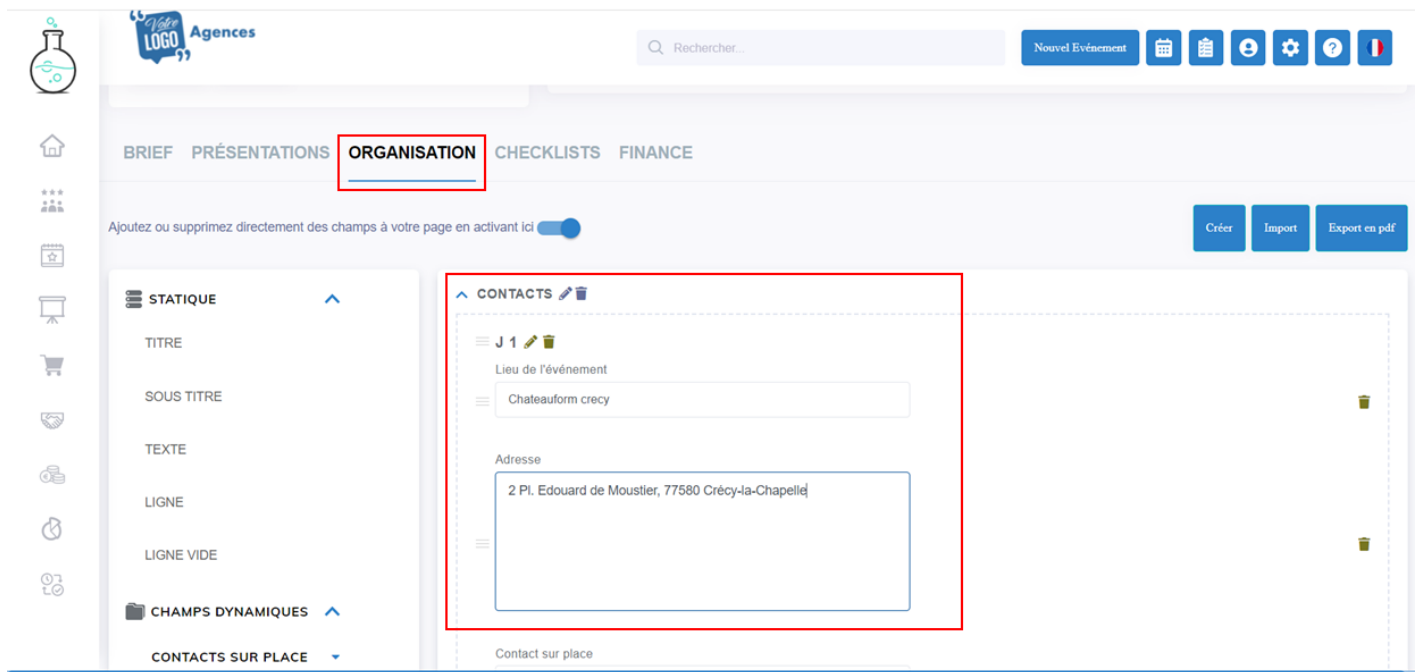 Votre
LOGO
Agences
Rechercher...
Nouvel Evénement
BRIEF PRÉSENTATIONS ORGANISATION CHECKLISTS FINANCE
Ajoutez ou supprimez directement des champs à votre page en activant ici
Créer Import Export en pdf
STATIQUE
TITRE
SOUS TITRE
TEXTE
LIGNE
LIGNE VIDE
CHAMPS DYNAMIQUES
CONTACTS SUR PLACE
CONTACTS
J 1
Lieu de l'événement
Chateauform crecy
Adresse
2 Pl. Edouard de Moustier, 77580 Crécy-la-Chapelle
Contact sur place